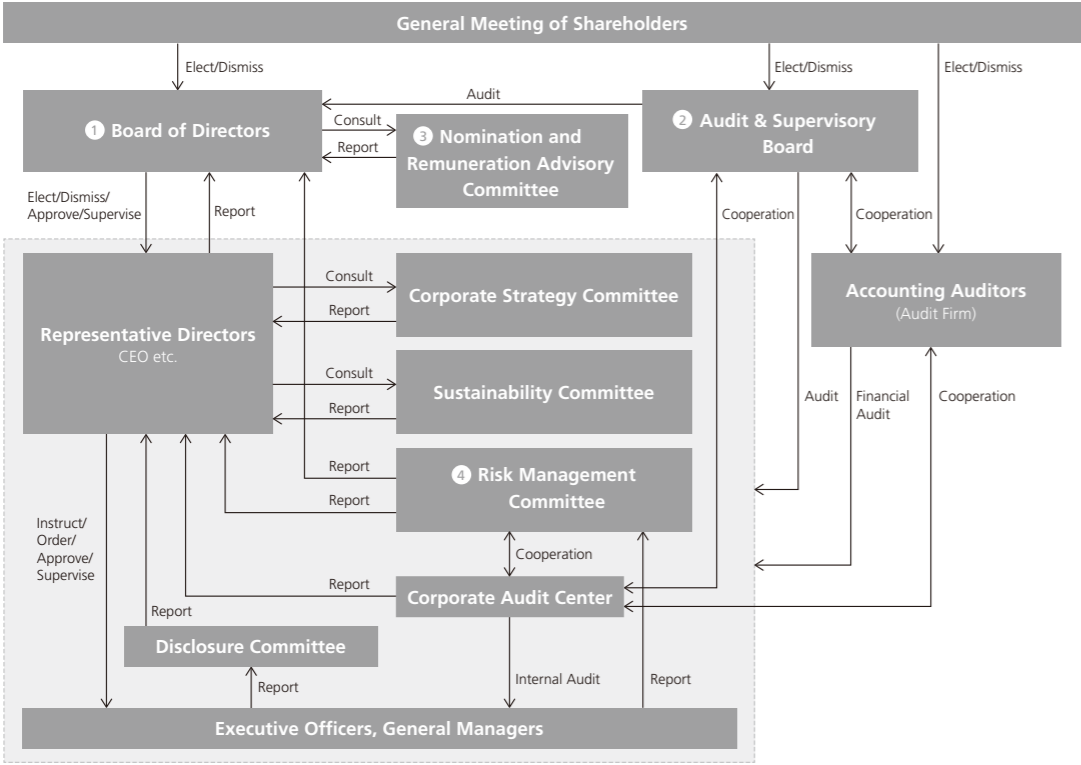 General Meeting of Shareholders
Elect/Dismiss
Elect/Dismiss
Elect/Dismiss
Audit
1 Board of Directors
Consult
Report
3 Nomination and
Remuneration Advisory
Committee
2 Audit & Supervisory
Board
Elect/Dismiss/
Approve/Supervise
Report
Cooperation
Cooperation
Representative Directors
CEO etc.
Consult
Report
Corporate Strategy Committee
Accounting Auditors
(Audit Firm)
Consult
Report
Sustainability Committee
Audit
Financial
Audit
Cooperation
Report
Report
4 Risk Management
Committee
Instruct/
Order/
Approve/
Supervise
Cooperation
Report
Corporate Audit Center
Report
Disclosure Committee
Report
Internal Audit
Report
Executive Officers, General Managers